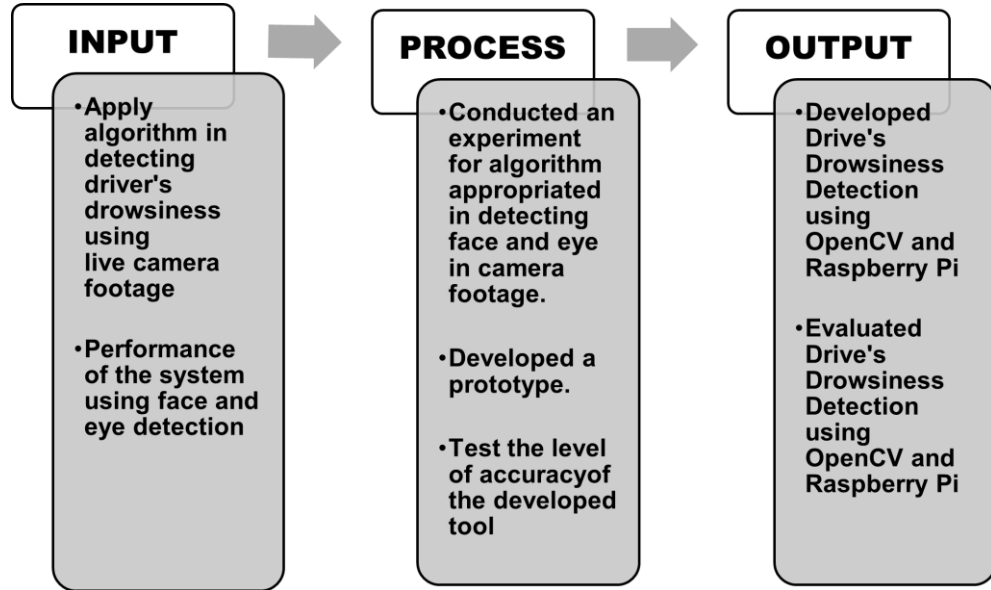 INPUT
•Apply
algorithm in
detecting
driver's
drowsiness
using
live camera
footage
•Performance
of the system
using face and
eye detection
PROCESS
•Conducted an
experiment
for algorithm
appropriated
in detecting
face and eye
in camera
footage.
•Developed a
prototype.
•Test the level
of accuracyof
the developed
tool
OUTPUT
•Developed
Drive's
Drowsiness
Detection
using
OpenCV and
Raspberry Pi
•Evaluated
Drive's
Drowsiness
Detection
using
OpenCV and
Raspberry Pi